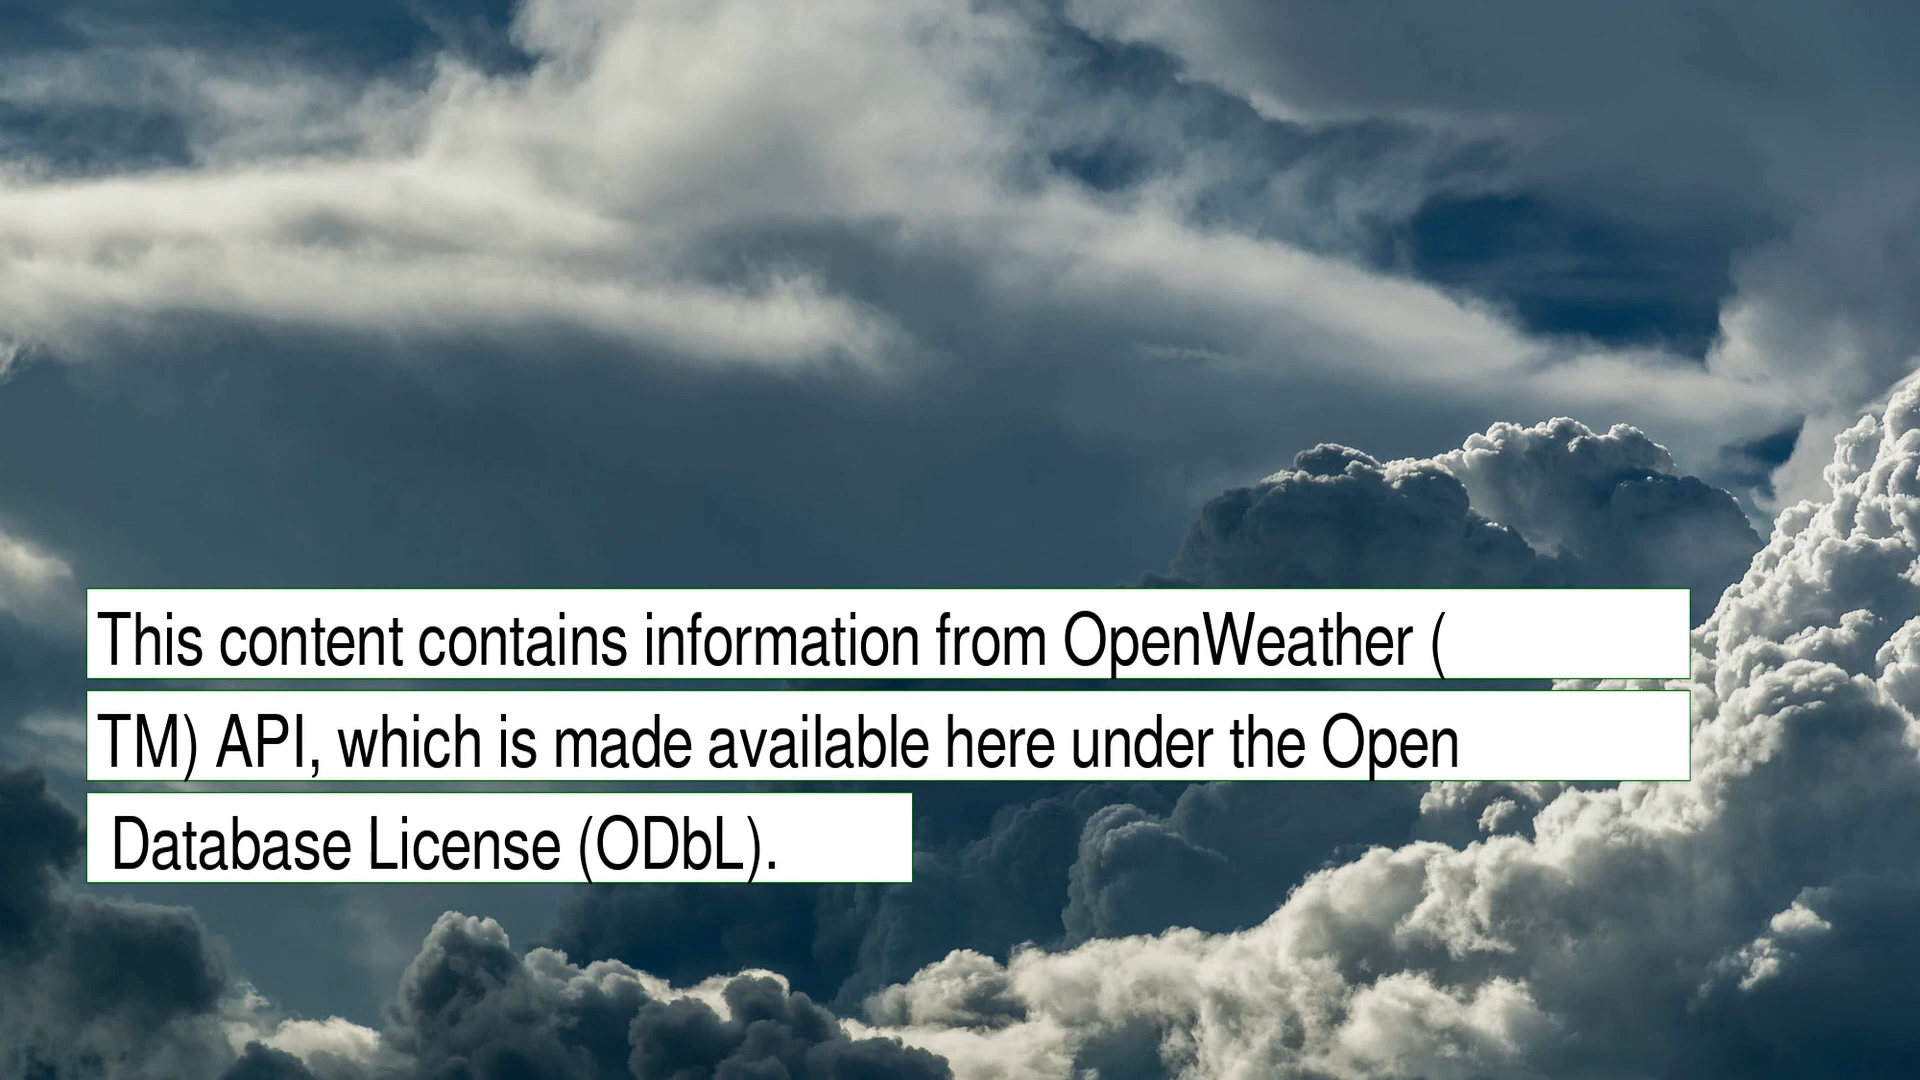 This content contains information from OpenWeather (
TM) API, which is made available here under the Open
Database License (ODbL).